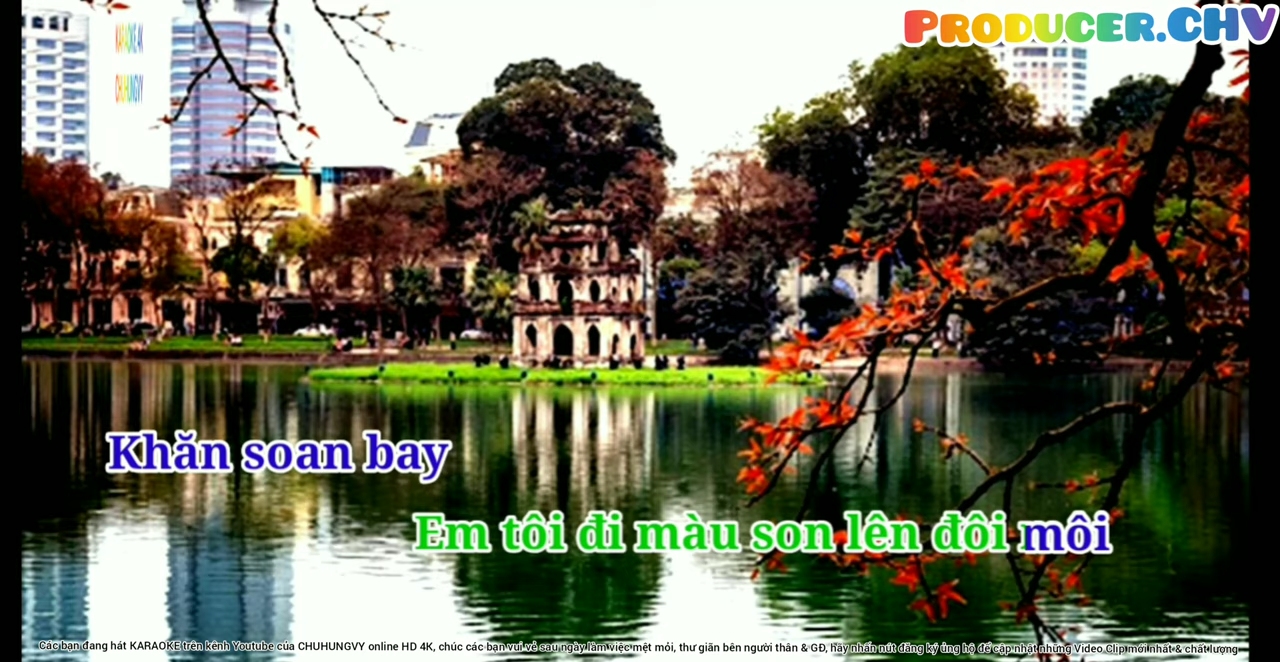 PRODUCER.CHV
KARAOKE 4K
CHUHUNGVY
Khăn soan bay
Em tôi đi màu son lên đôi môi
Các bạn đang hát KARAOKE trên kênh Youtube của CHUHUNGVY online HD 4K, chúc các bạn vui vẻ sau ngày làm việc mệt mỏi, thư giãn bên người thân & GĐ, hãy nhấn nút đăng ký ủng hộ để cập nhật những Video Clip mới nhất & chất lượng